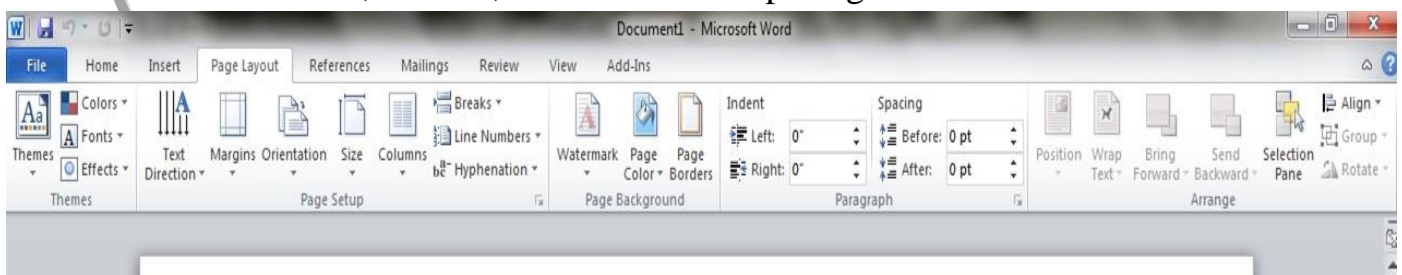 Document1 - Microsoft Word
File Home Insert Page Layout References Mailings Review View Add-Ins
Themes
Colors
Fonts
Effects
Themes
Text Direction
Margins
Orientation
Size
Columns
Breaks
Line Numbers
Hyphenation
Page Setup
Watermark
Page Color
Page Borders
Page Background
Indent
Left: 0"
Right: 0"
Spacing
Before: 0 pt
After: 0 pt
Paragraph
Position
Wrap Text
Bring Forward
Send Backward
Selection Pane
Align
Group
Rotate
Arrange